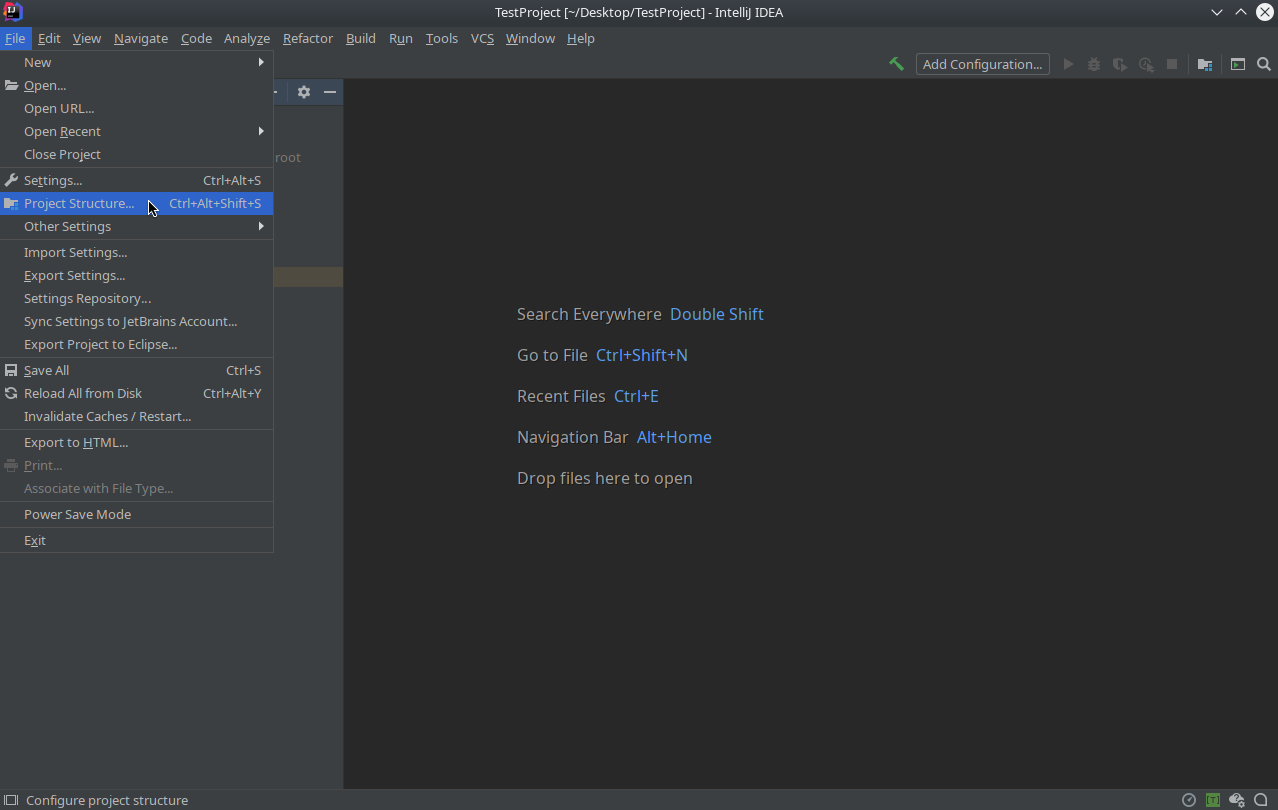 TestProject [~/Desktop/TestProject] - IntelliJ IDEA
File Edit View Navigate Code Analyze Refactor Build Run Tools VCS Window Help
Add Configuration...
New
Open...
Open URL...
Open Recent
Close Project
root
Settings... Ctrl+Alt+S
Project Structure... Ctrl+Alt+Shift+S
Other Settings
Import Settings...
Export Settings...
Settings Repository...
Sync Settings to JetBrains Account...
Export Project to Eclipse...
Save All Ctrl+S
Reload All from Disk Ctrl+Alt+Y
Invalidate Caches / Restart...
Export to HTML...
Print...
Associate with File Type...
Power Save Mode
Exit
Search Everywhere Double Shift
Go to File Ctrl+Shift+N
Recent Files Ctrl+E
Navigation Bar Alt+Home
Drop files here to open
Configure project structure
[T]